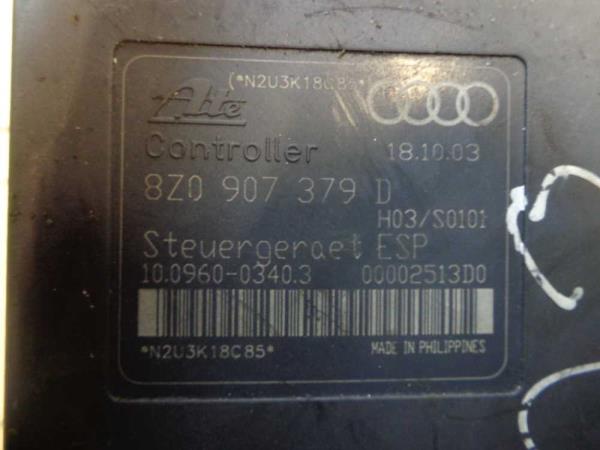 (*N2U3K18C85*
Ate
Controller 18.10.03
8Z0 907 379 D
H03/S0101
Steuergeraet ESP
10.0960-0340.3 00002513D0
*N2U3K18C85* MADE IN PHILIPPINES